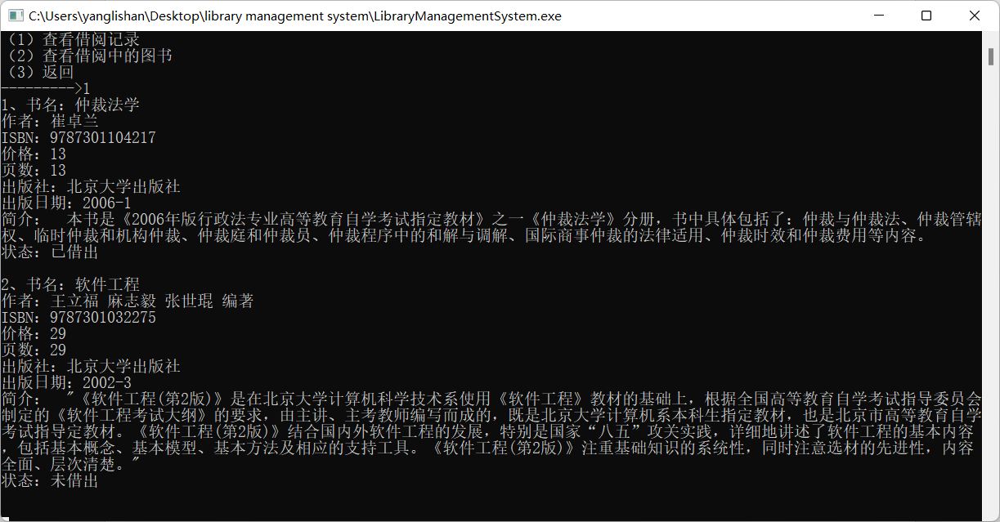 C:\Users\yanglishan\Desktop\library management system\LibraryManagementSystem.exe
（1）查看借阅记录
（2）查看借阅中的图书
（3）返回
--------->1
1、书名：仲裁法学
作者：崔卓兰
ISBN：9787301104217
价格：13
页数：13
出版社：北京大学出版社
出版日期：2006-1
简介：  本书是《2006年版行政法专业高等教育自学考试指定教材》之一《仲裁法学》分册，书中具体包括了：仲裁与仲裁法、仲裁管辖
权、临时仲裁和机构仲裁、仲裁庭和仲裁员、仲裁程序中的和解与调解、国际商事仲裁的法律适用、仲裁时效和仲裁费用等内容。
状态：已借出
2、书名：软件工程
作者：王立福 麻志毅 张世琨 编著
ISBN：9787301032275
价格：29
页数：29
出版社：北京大学出版社
出版日期：2002-3
简介：  "《软件工程(第2版)》是在北京大学计算机科学技术系使用《软件工程》教材的基础上，根据全国高等教育自学考试指导委员会
制定的《软件工程考试大纲》的要求，由主讲、主考教师编写而成的，既是北京大学计算机系本科生指定教材，也是北京市高等教育自学
考试指导定教材。《软件工程(第2版)》结合国内外软件工程的发展，特别是国家“八五”攻关实践，详细地讲述了软件工程的基本内容
，包括基本概念、基本模型、基本方法及相应的支持工具。《软件工程(第2版)》注重基础知识的系统性，同时注意选材的先进性，内容
全面、层次清楚。"
状态：未借出